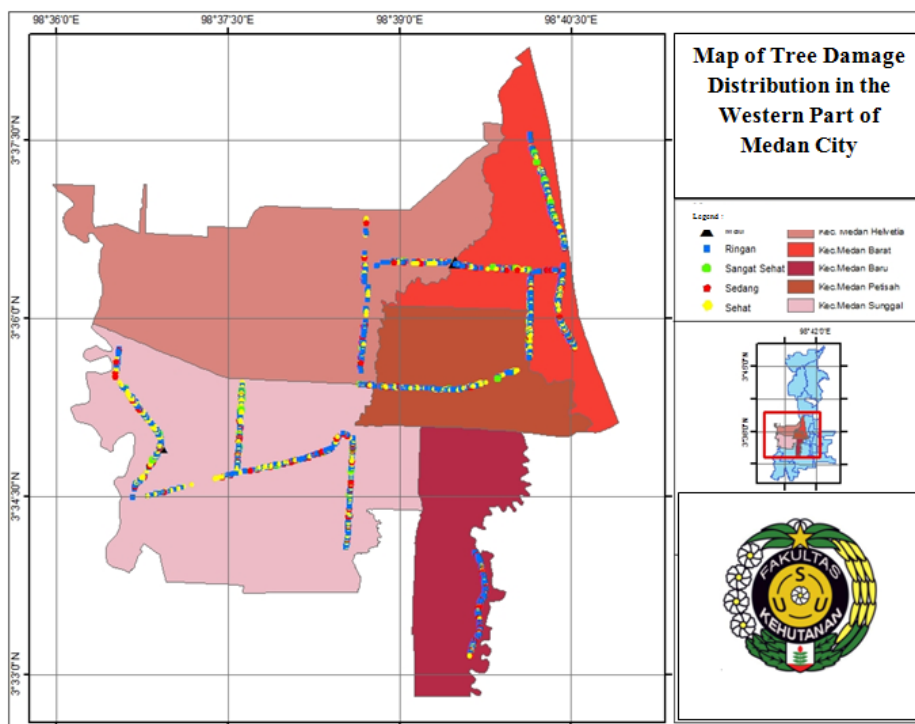 98°36'0"E 98°37'30"E 98°39'0"E 98°40'30"E
3°37'30"N
3°36'0"N
3°34'30"N
3°33'0"N
Map of Tree Damage
Distribution in the
Western Part of
Medan City
Legend :
Kec. Medan Helvetia
Ringan Kec.Medan Barat
Sangat Sehat Kec.Medan Baru
Sedang Kec.Medan Petisah
Sehat Kec.Medan Sunggal
98°42'0"E
FAKULTAS
USU
KEHUTANAN